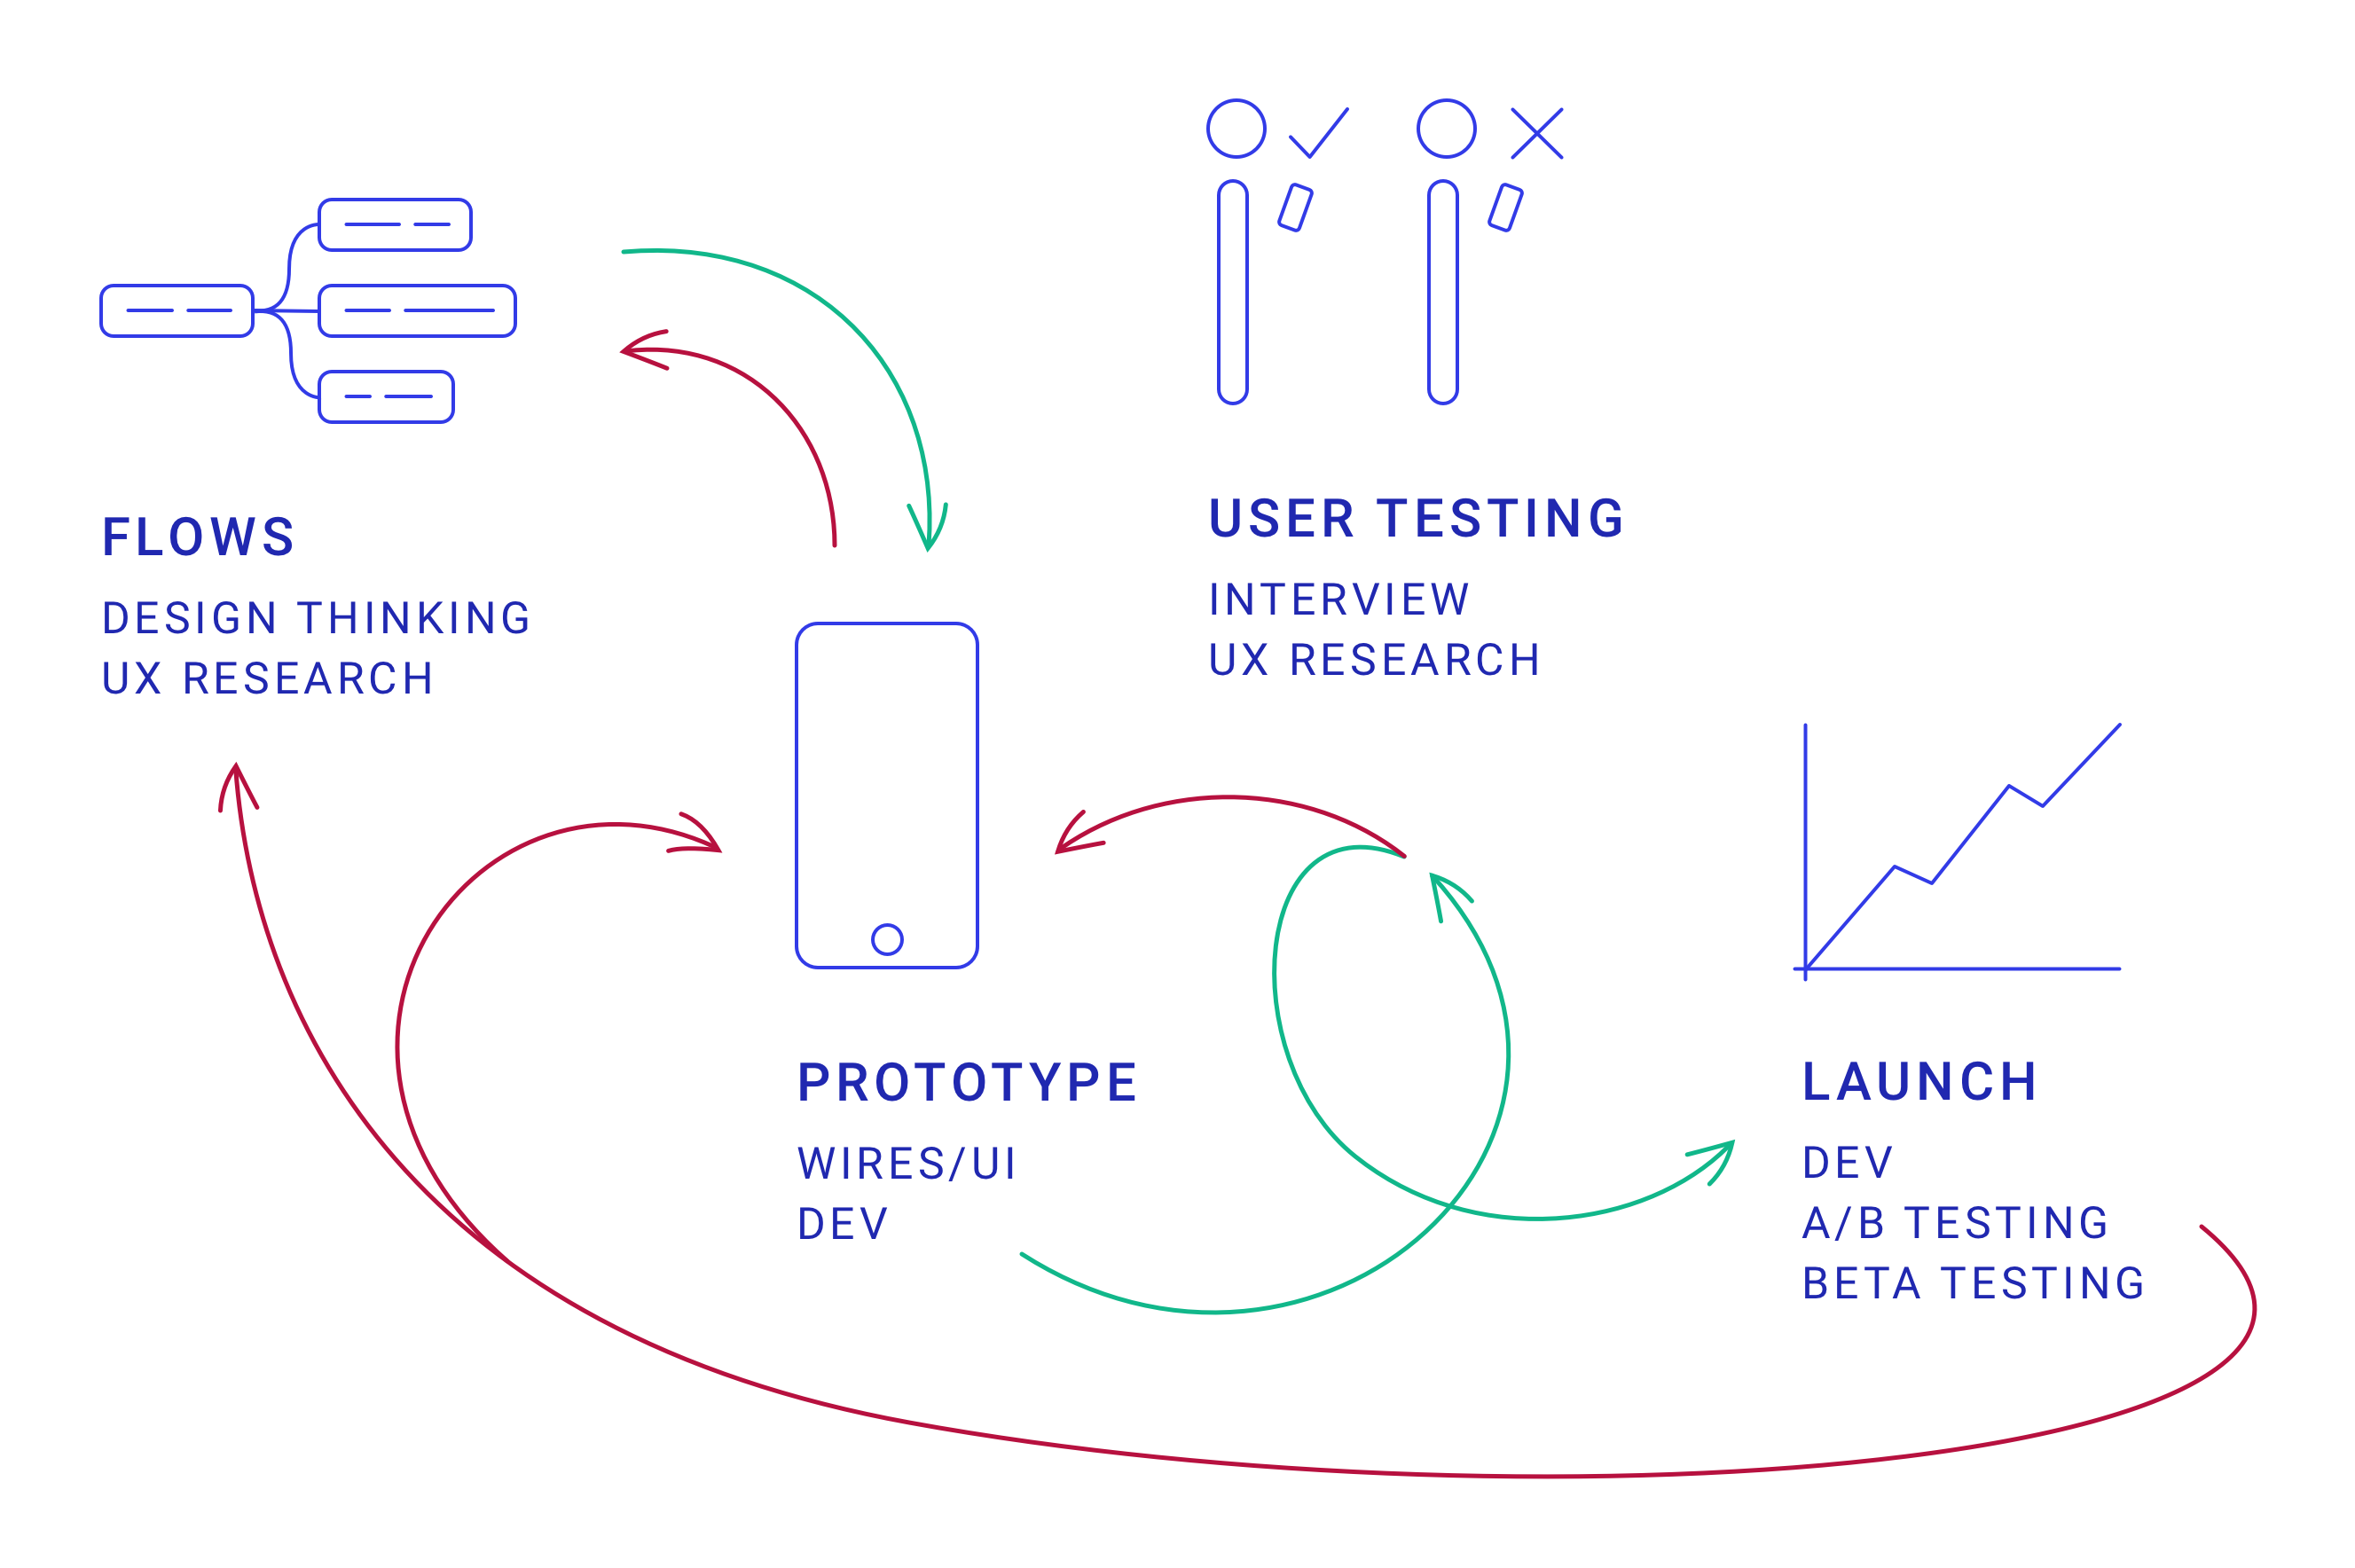 FLOWS
DESIGN THINKING
UX RESEARCH
USER TESTING
INTERVIEW
UX RESEARCH
PROTOTYPE
WIRES/UI
DEV
LAUNCH
DEV
A/B TESTING
BETA TESTING